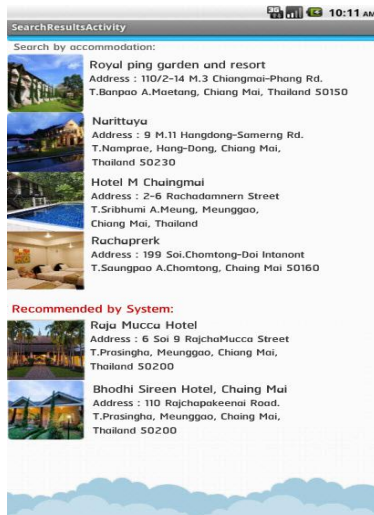 3G
10:11 AM
SearchResultsActivity
Search by accommodation:
Royal ping garden and resort
Address : 110/2-14 M.3 Chiangmai-Phang Rd.
T.Banpao A.Maetang, Chiang Mai, Thailand 50150
Narittaya
Address : 9 M.11 Hangdong-Samerng Rd.
T.Namprae, Hang-Dong, Chiang Mai,
Thailand 50230
Hotel M Chaingmai
Address : 2-6 Rachadamnern Street
T.Sribhumi A.Meung, Meunggao,
Chiang Mai, Thailand
Rachaprerk
Address : 199 Soi.Chomtong-Doi Intanont
T.Saungpao A.Chomtong, Chaing Mai 50160
Recommended by System:
Raja Mucca Hotel
Address : 6 Soi 9 RajchaMucca Street
T.Prasingha, Meunggao, Chiang Mai,
Thailand 50200
Bhodhi Sireen Hotel, Chaing Mai
Address : 110 Rajchapakeenai Road.
T.Prasingha, Meunggao, Chaing Mai,
Thailand 50200